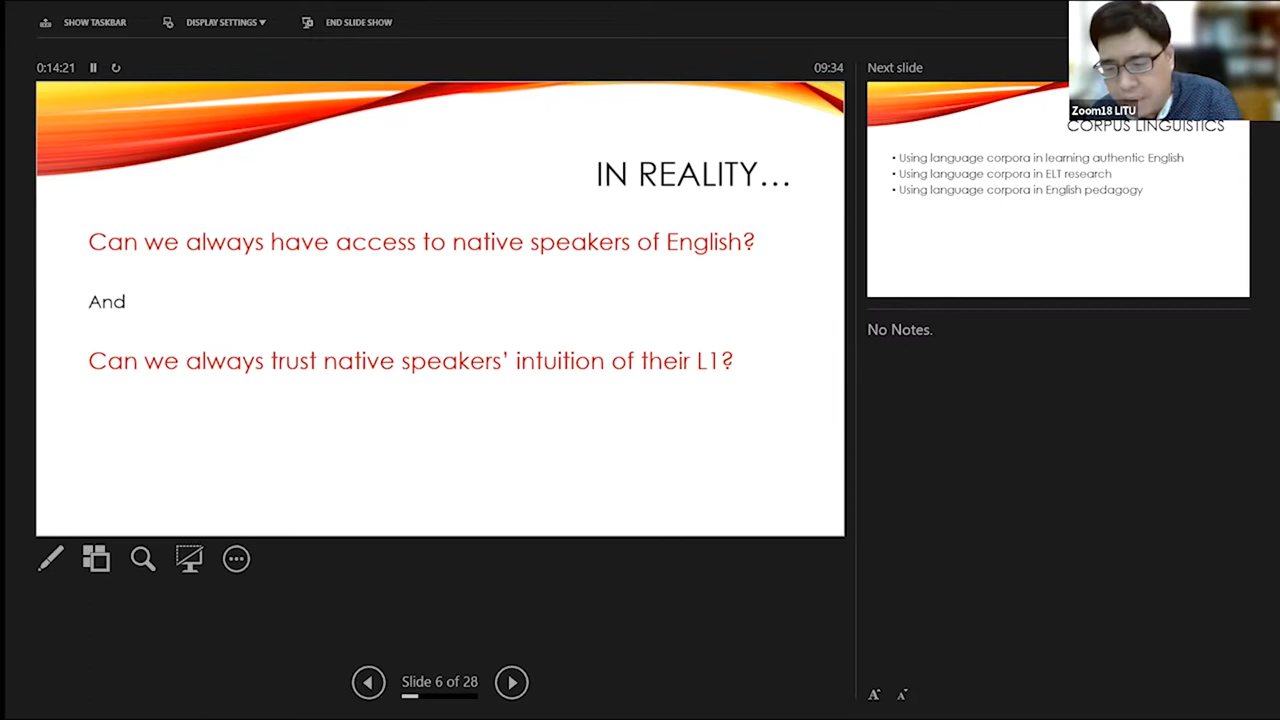 SHOW TASKBAR
DISPLAY SETTINGS ▾
END SLIDE SHOW
0:14:21
09:34
IN REALITY...
Can we always have access to native speakers of English?
And
Can we always trust native speakers' intuition of their L1?
Slide 6 of 28
Zoom18 LITU
Next slide
CORPUS LINGUISTICS
• Using language corpora in learning authentic English
• Using language corpora in ELT research
• Using language corpora in English pedagogy
No Notes.
A A